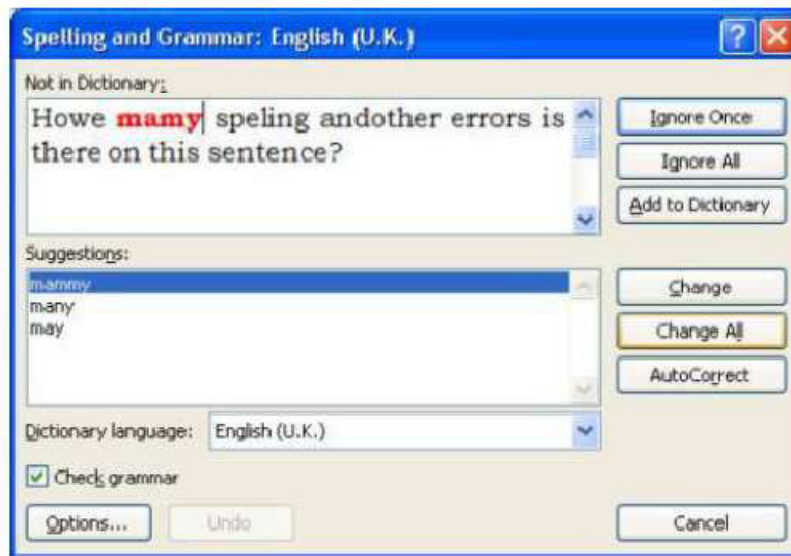 Spelling and Grammar: English (U.K.)
Not in Dictionary:
Howe mamy speling andother errors is
there on this sentence?
Ignore Once
Ignore All
Add to Dictionary
Suggestions:
mammy
many
may
Change
Change All
AutoCorrect
Dictionary language: English (U.K.)
Check grammar
Options... Undo Cancel